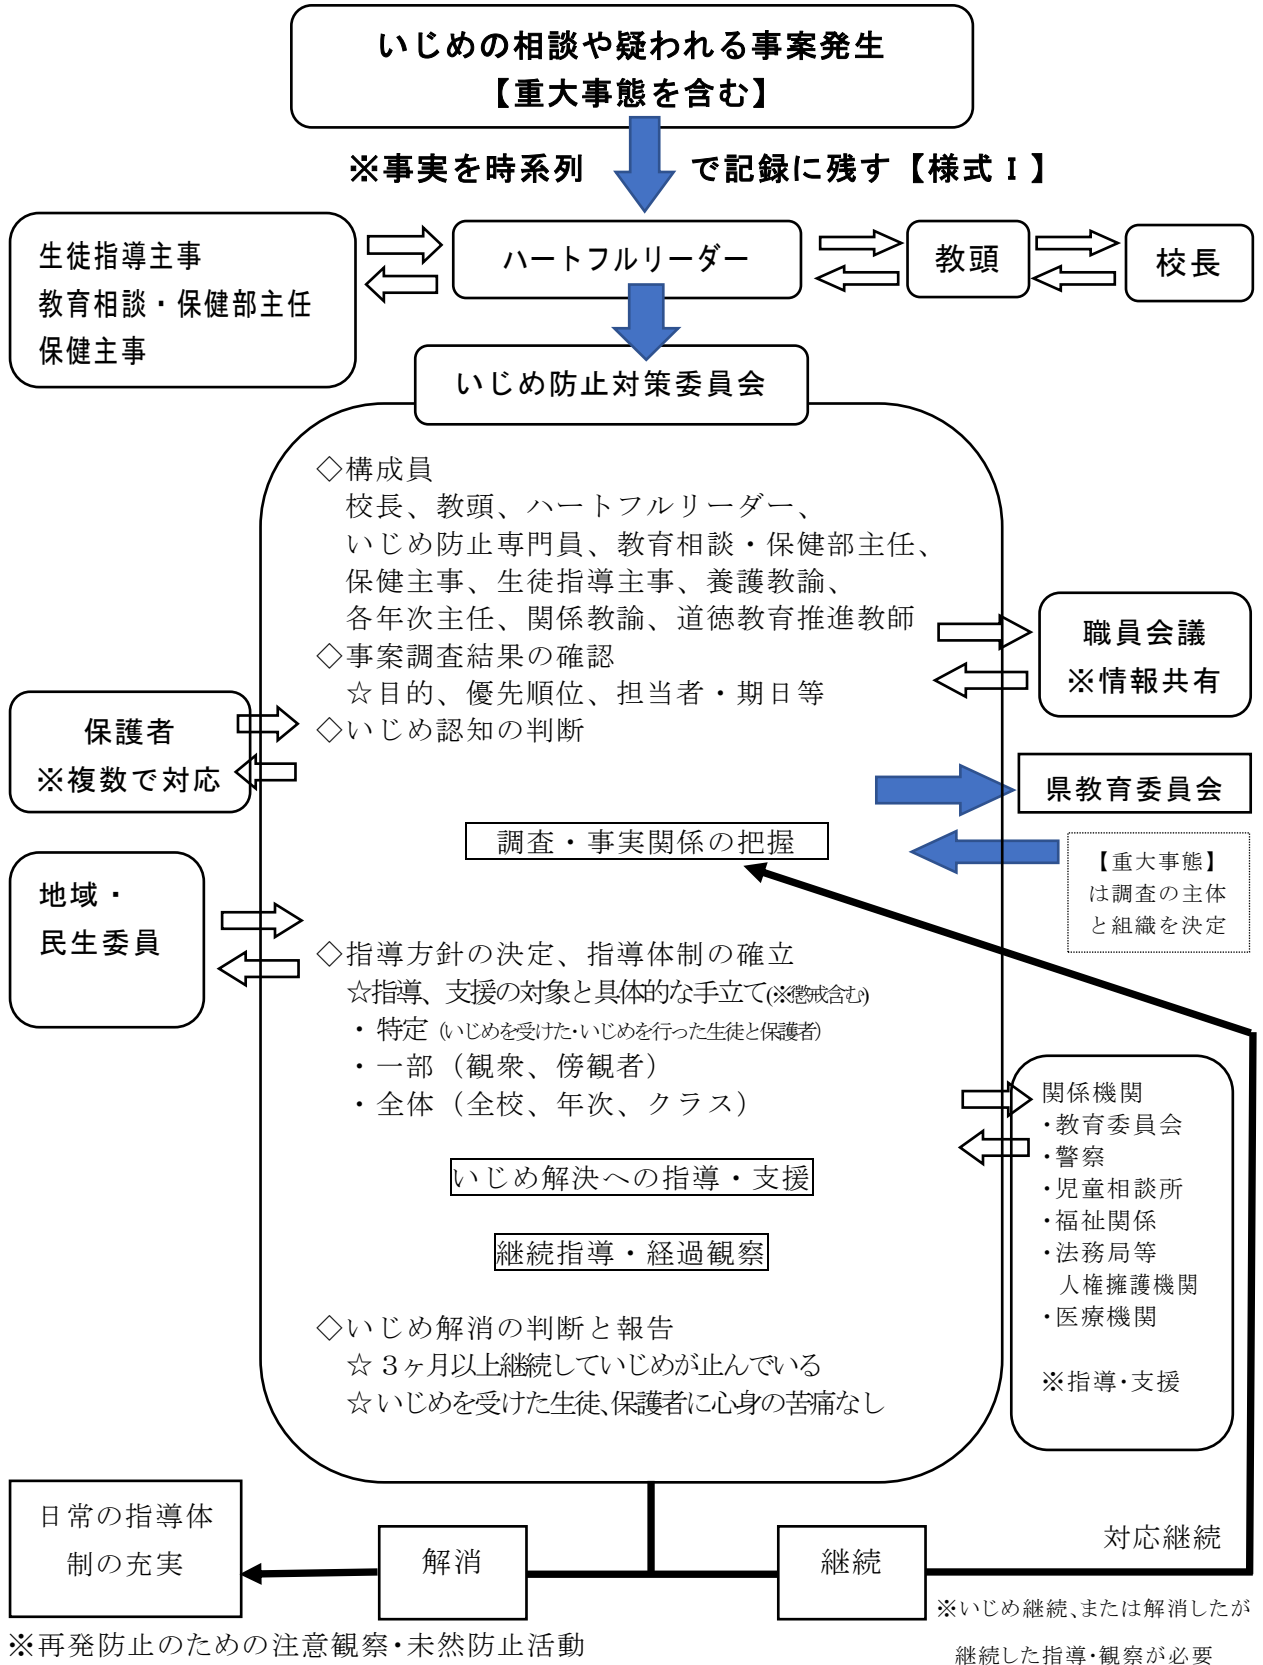 いじめの相談や疑われる事案発生
【重大事態を含む】
※事実を時系列 で記録に残す【様式Ⅰ】
生徒指導主事
教育相談・保健部主任
保健主事
ハートフルリーダー
教頭
校長
いじめ防止対策委員会
◇構成員
校長、教頭、ハートフルリーダー、
いじめ防止専門員、教育相談・保健部主任、
保健主事、生徒指導主事、養護教諭、
各年次主任、関係教諭、道徳教育推進教師
◇事案調査結果の確認
☆目的、優先順位、担当者・期日等
◇いじめ認知の判断
職員会議
※情報共有
保護者
※複数で対応
県教育委員会
調査・事実関係の把握
【重大事態】
は調査の主体
と組織を決定
地域・
民生委員
◇指導方針の決定、指導体制の確立
☆指導、支援の対象と具体的な手立て(※懲戒含む)
・特定（いじめを受けた・いじめを行った生徒と保護者）
・一部（観衆、傍観者）
・全体（全校、年次、クラス）
関係機関
・教育委員会
・警察
・児童相談所
・福祉関係
・法務局等
人権擁護機関
・医療機関
※指導・支援
いじめ解決への指導・支援
継続指導・経過観察
◇いじめ解消の判断と報告
☆３ヶ月以上継続していじめが止んでいる
☆いじめを受けた生徒、保護者に心身の苦痛なし
日常の指導体
制の充実
解消
継続
対応継続
※いじめ継続、または解消したが
継続した指導・観察が必要
※再発防止のための注意観察・未然防止活動